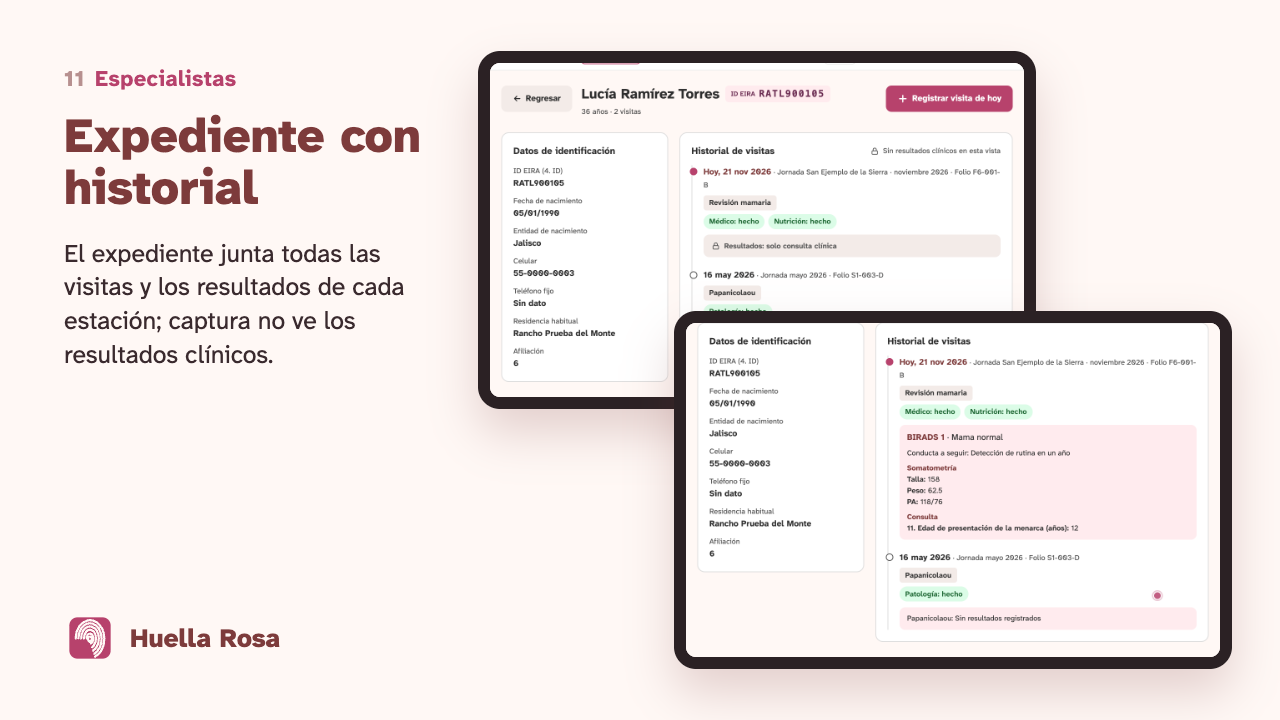 11 Especialistas
Expediente con
historial
El expediente junta todas las
visitas y los resultados de cada
estación; captura no ve los
resultados clínicos.
Huella Rosa
← Regresar
Lucía Ramírez Torres
ID EIRA RATL900105
36 años · 2 visitas
+ Registrar visita de hoy
Datos de identificación
ID EIRA (4. ID)
RATL900105
Fecha de nacimiento
05/01/1990
Entidad de nacimiento
Jalisco
Celular
55-0000-0003
Teléfono fijo
Sin dato
Residencia habitual
Rancho Prueba del Monte
Afiliación
6
Historial de visitas
Sin resultados clínicos en esta vista
Hoy, 21 nov 2026 · Jornada San Ejemplo de la Sierra · noviembre 2026 · Folio F6-001-
B
Revisión mamaria
Médico: hecho Nutrición: hecho
Resultados: solo consulta clínica
16 may 2026 · Jornada mayo 2026 · Folio S1-003-D
Papanicolaou
Patología: hecho
Datos de identificación
ID EIRA (4. ID)
RATL900105
Fecha de nacimiento
05/01/1990
Entidad de nacimiento
Jalisco
Celular
55-0000-0003
Teléfono fijo
Sin dato
Residencia habitual
Rancho Prueba del Monte
Afiliación
6
Historial de visitas
Hoy, 21 nov 2026 · Jornada San Ejemplo de la Sierra · noviembre 2026 · Folio F6-001-
B
Revisión mamaria
Médico: hecho Nutrición: hecho
BIRADS 1 · Mama normal
Conducta a seguir: Detección de rutina en un año
Somatometría
Talla: 158
Peso: 62.5
PA: 118/76
Consulta
11. Edad de presentación de la menarca (años): 12
16 may 2026 · Jornada mayo 2026 · Folio S1-003-D
Papanicolaou
Patología: hecho
Papanicolaou: Sin resultados registrados